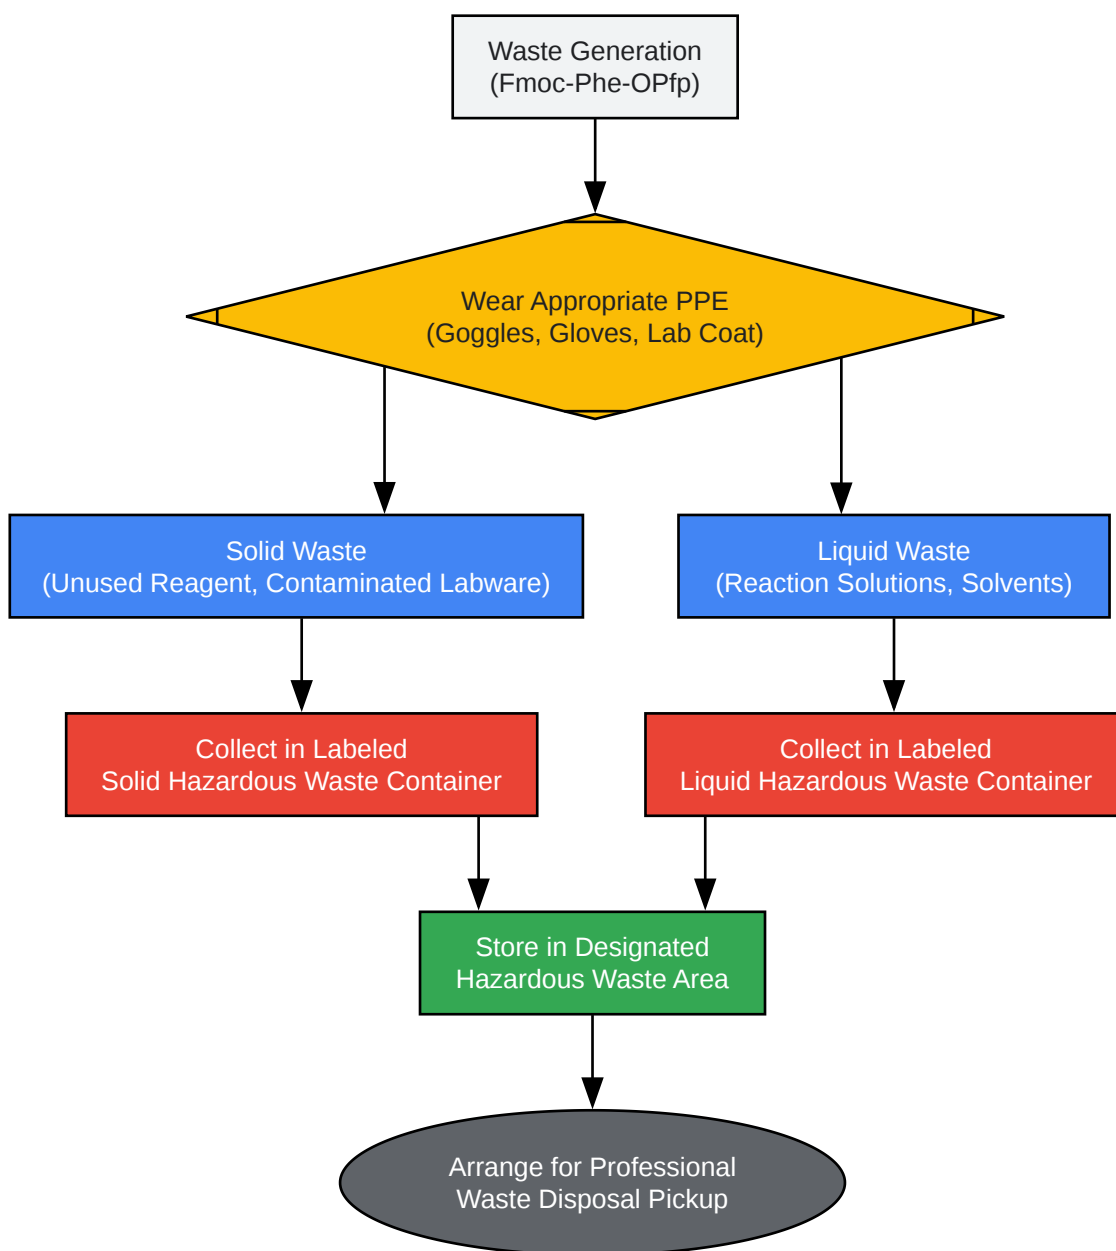 Waste Generation
(Fmoc-Phe-OPfp)
Wear Appropriate PPE
(Goggles, Gloves, Lab Coat)
Solid Waste
(Unused Reagent, Contaminated Labware)
Liquid Waste
(Reaction Solutions, Solvents)
Collect in Labeled
Solid Hazardous Waste Container
Collect in Labeled
Liquid Hazardous Waste Container
Store in Designated
Hazardous Waste Area
Arrange for Professional
Waste Disposal Pickup